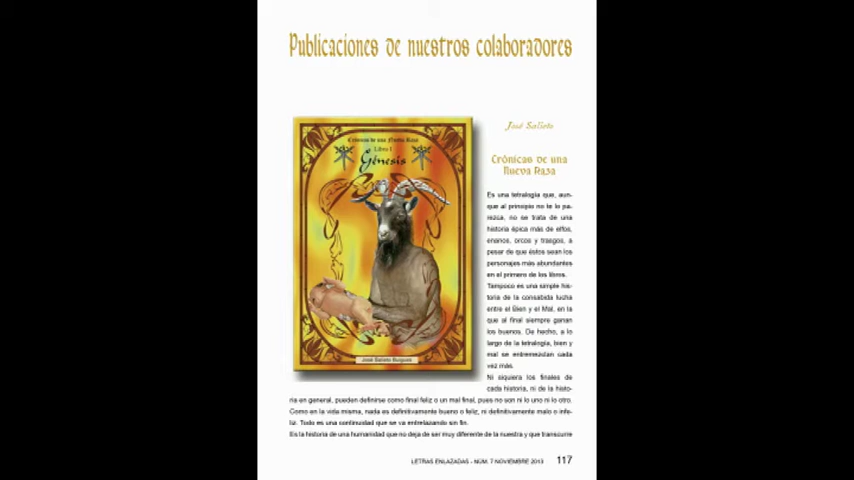 Publicaciones de nuestros colaboradores
José Salieto
Crónicas de una
Nueva Raza
Crónicas de una Nueva Raza
Libro I
Génesis
Es una tetralogía que, aun-
que al principio no te lo pa-
rezca, no se trata de una
historia épica más de elfos,
enanos, orcos y trasgos, a
pesar de que éstos sean los
personajes más abundantes
en el primero de los libros.
Tampoco es una simple his-
toria de la consabida lucha
entre el Bien y el Mal, en la
que al final siempre ganan
los buenos. De hecho, a lo
largo de la tetralogía, bien y
mal se entremezclan cada
vez más.
Ni siquiera los finales de
cada historia, ni de la histo-
ria en general, pueden definirse como final feliz o un mal final, pues no son ni lo uno ni lo otro.
Como en la vida misma, nada es definitivamente bueno o feliz, ni definitivamente malo o infe-
liz. Todo es una continuidad que se va entrelazando sin fin.
Es la historia de una humanidad que no deja de ser muy diferente de la nuestra y que transcurre
LETRAS ENLAZADAS - NÚM. 7 NOVIEMBRE 2013 117